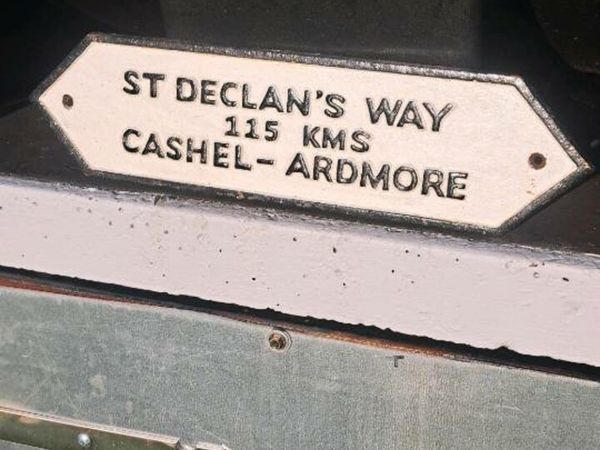 ST DECLAN'S WAY
115 KMS
CASHEL - ARDMORE